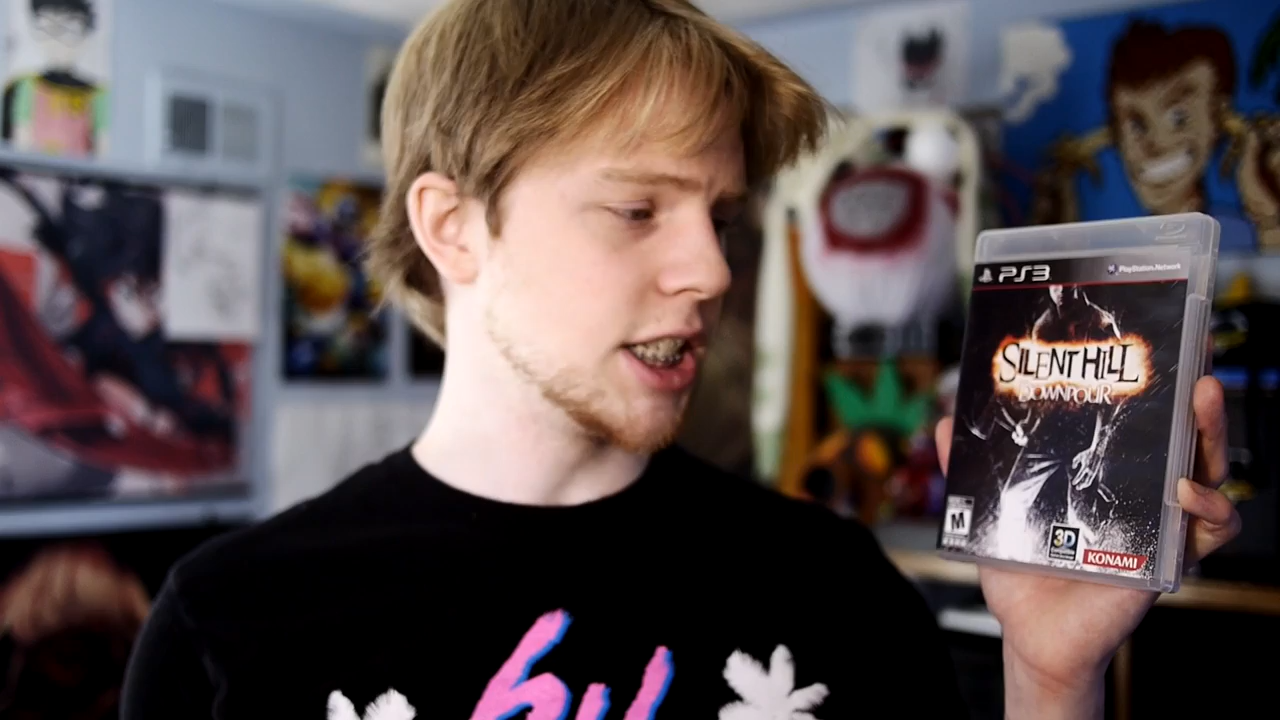 PS3
PlayStation Network
SILENT HILL
DOWNPOUR
M
3D
KONAMI